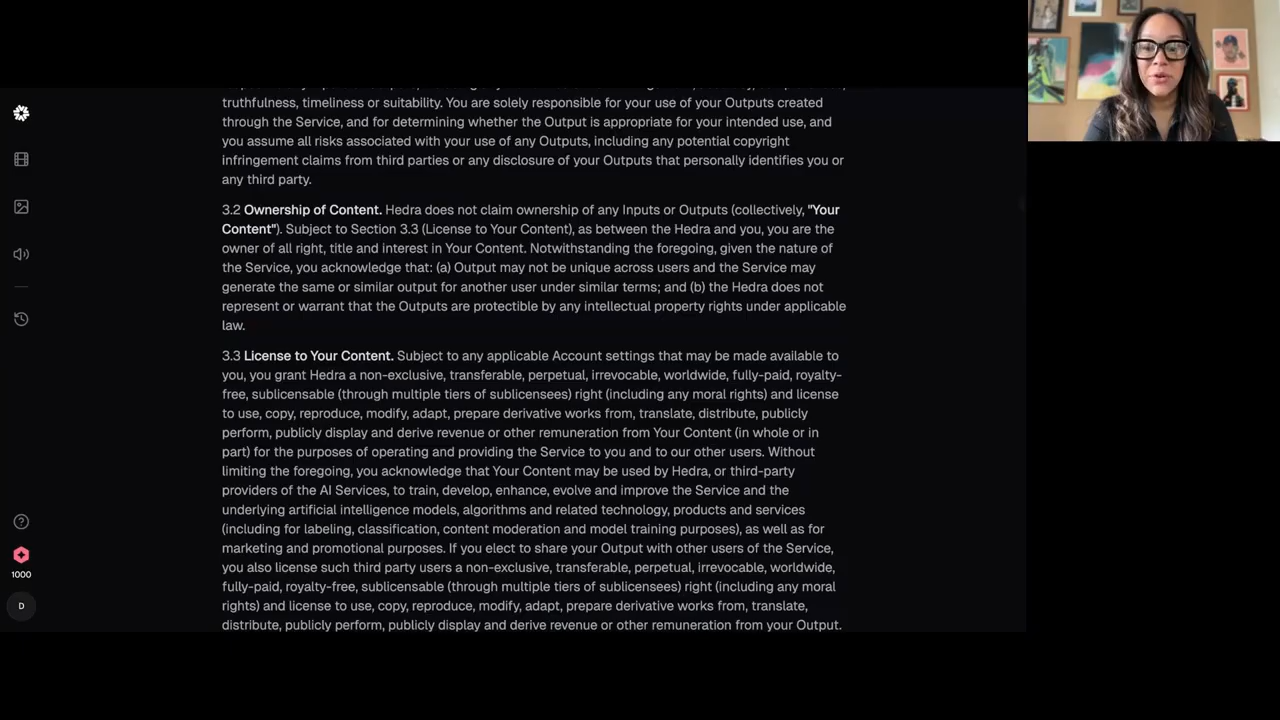 truthfulness, timeliness or suitability. You are solely responsible for your use of your Outputs created
through the Service, and for determining whether the Output is appropriate for your intended use, and
you assume all risks associated with your use of any Outputs, including any potential copyright
infringement claims from third parties or any disclosure of your Outputs that personally identifies you or
any third party.
3.2 Ownership of Content. Hedra does not claim ownership of any Inputs or Outputs (collectively, "Your
Content"). Subject to Section 3.3 (License to Your Content), as between the Hedra and you, you are the
owner of all right, title and interest in Your Content. Notwithstanding the foregoing, given the nature of
the Service, you acknowledge that: (a) Output may not be unique across users and the Service may
generate the same or similar output for another user under similar terms; and (b) the Hedra does not
represent or warrant that the Outputs are protectible by any intellectual property rights under applicable
law.
3.3 License to Your Content. Subject to any applicable Account settings that may be made available to
you, you grant Hedra a non-exclusive, transferable, perpetual, irrevocable, worldwide, fully-paid, royalty-
free, sublicensable (through multiple tiers of sublicensees) right (including any moral rights) and license
to use, copy, reproduce, modify, adapt, prepare derivative works from, translate, distribute, publicly
perform, publicly display and derive revenue or other remuneration from Your Content (in whole or in
part) for the purposes of operating and providing the Service to you and to our other users. Without
limiting the foregoing, you acknowledge that Your Content may be used by Hedra, or third-party
providers of the AI Services, to train, develop, enhance, evolve and improve the Service and the
underlying artificial intelligence models, algorithms and related technology, products and services
(including for labeling, classification, content moderation and model training purposes), as well as for
marketing and promotional purposes. If you elect to share your Output with other users of the Service,
you also license such third party users a non-exclusive, transferable, perpetual, irrevocable, worldwide,
fully-paid, royalty-free, sublicensable (through multiple tiers of sublicensees) right (including any moral
rights) and license to use, copy, reproduce, modify, adapt, prepare derivative works from, translate,
distribute, publicly perform, publicly display and derive revenue or other remuneration from your Output.
1000
D